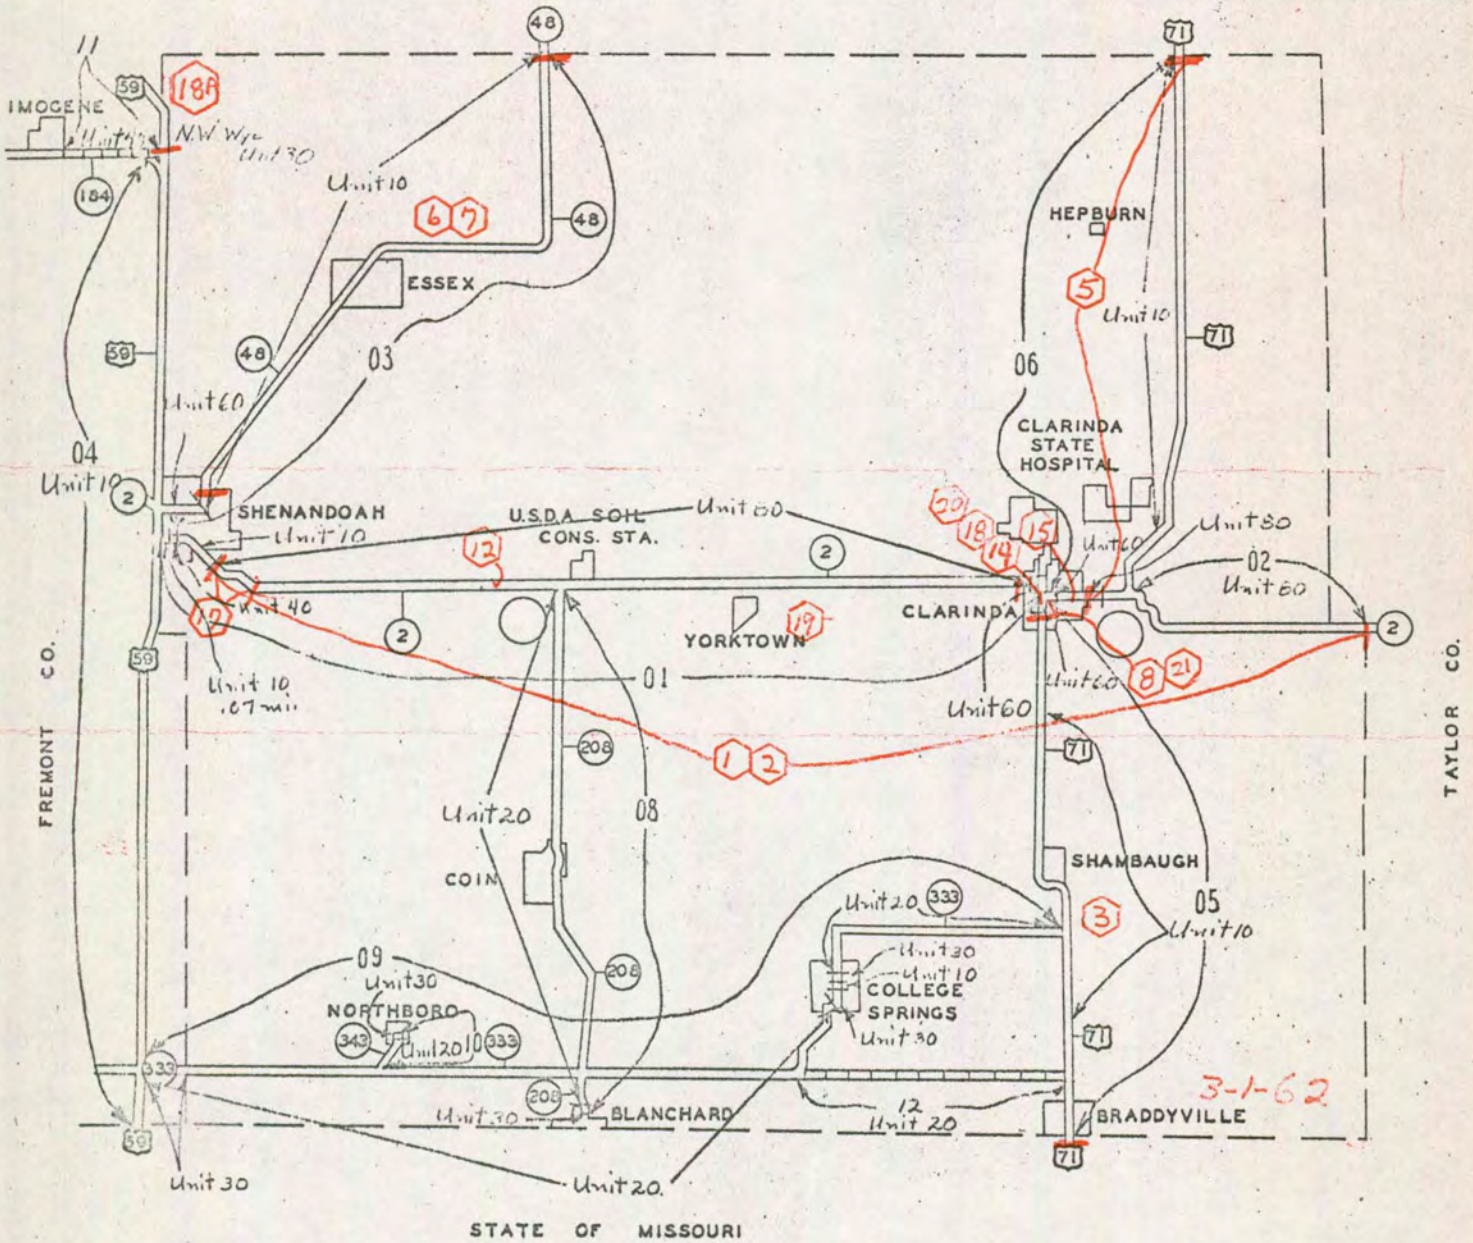 11
48
71
59
18A
IMOGENE
N.W. Wye
Unit 30
184
Unit 10
6 7
48
HEPBURN
ESSEX
5
Unit 10
59
48
03
71
06
Unit 60
CLARINDA
STATE
HOSPITAL
04
Unit 10
2
SHENANDOAH
Unit 10
U.S.D.A. SOIL
CONS. STA.
Unit 80
20
18
14
15
Unit 60
Unit 80
12
2
02
Unit 80
Unit 40
CLARINDA
2
YORKTOWN
19
2
59
01
Unit 60
8 21
Unit 10
.07 mi.
Unit 60
FREMONT CO.
TAYLOR CO.
1 2
208
71
Unit 20
08
COIN
SHAMBAUGH
Unit 20 333
3
05
Unit 10
09
Unit 30
208
Unit 30
Unit 10
COLLEGE
SPRINGS
NORTHBORO
Unit 30
343
Unit 20
10
333
71
333
3-1-62
208
Unit 30
BLANCHARD
12
Unit 20
BRADDYVILLE
59
71
Unit 30
Unit 20.
STATE OF MISSOURI